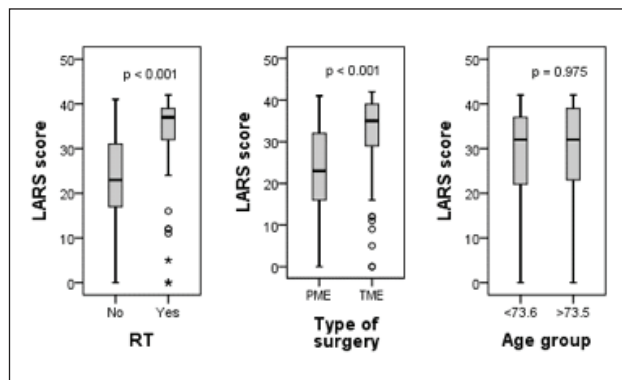 50
40
30
20
10
0
LARS score
p < 0.001
No Yes
RT
50
40
30
20
10
0
LARS score
p < 0.001
PME TME
Type of
surgery
50
40
30
20
10
0
LARS score
p = 0.975
<73.6 >73.5
Age group